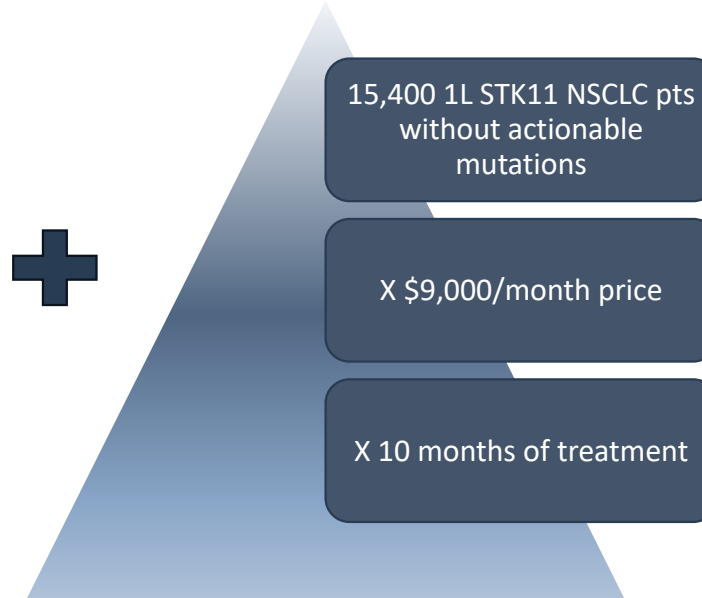 15,400 1L STK11 NSCLC pts
without actionable
mutations
X $9,000/month price
X 10 months of treatment